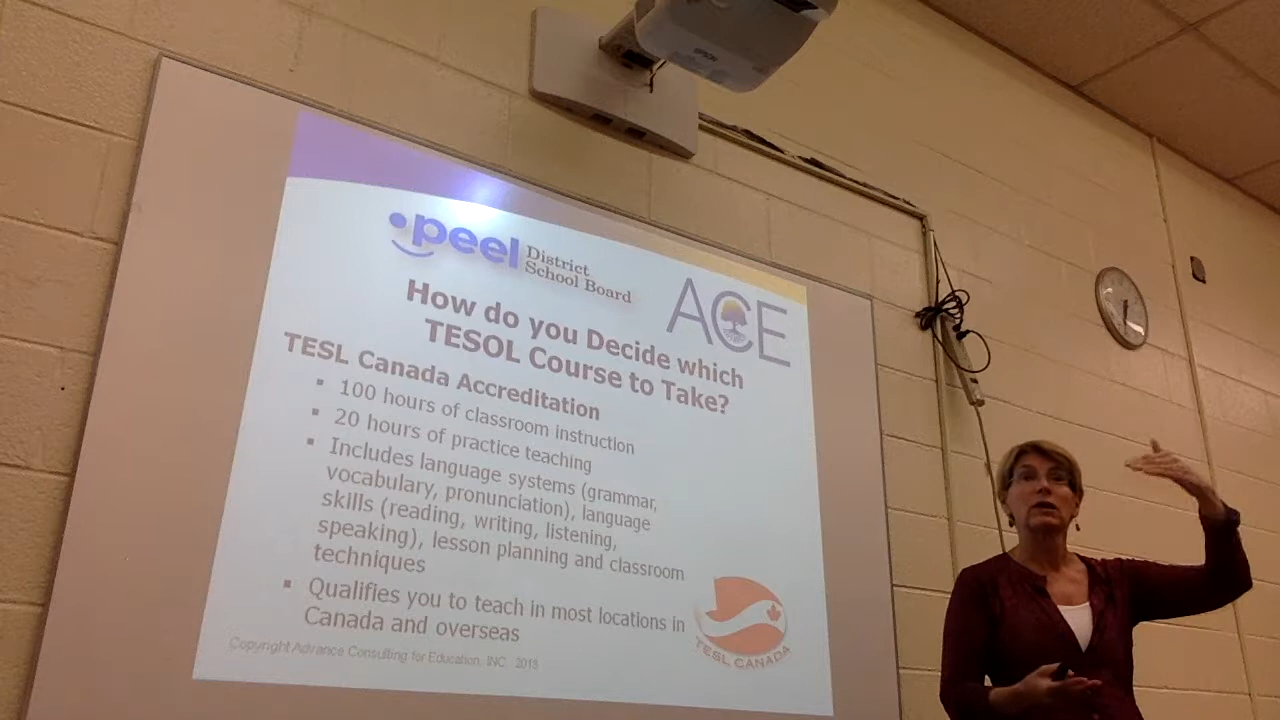 EPSON
peel District
School Board
ACE
How do you Decide which
TESOL Course to Take?
TESL Canada Accreditation
▪ 100 hours of classroom instruction
▪ 20 hours of practice teaching
▪ Includes language systems (grammar,
vocabulary, pronunciation), language
skills (reading, writing, listening,
speaking), lesson planning and classroom
techniques
▪ Qualifies you to teach in most locations in
Canada and overseas
TESL CANADA
Copyright Advance Consulting for Education, INC